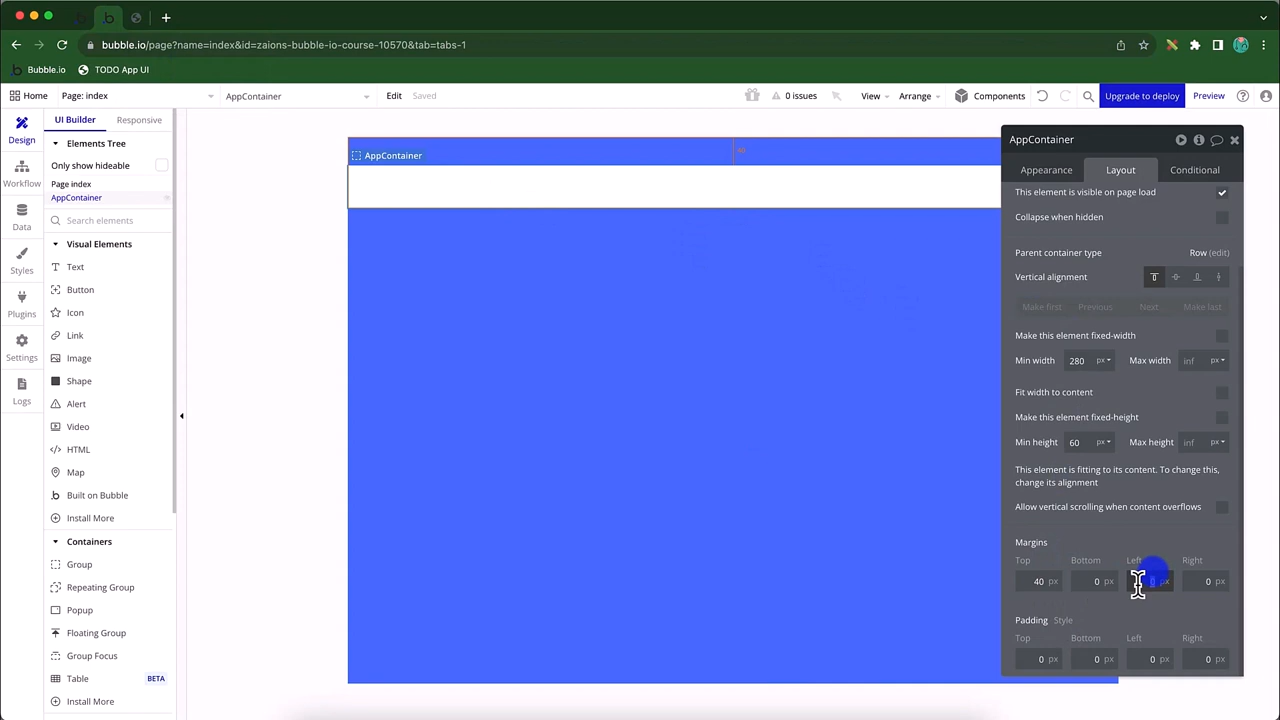 bubble.io/page?name=index&id=zaions-bubble-io-course-10570&tab=tabs-1
Bubble.io TODO App UI
Home Page: index AppContainer Edit Saved 0 issues View Arrange Components Upgrade to deploy Preview
Design
Workflow
Data
Styles
Plugins
Settings
Logs
UI Builder Responsive
Elements Tree
Only show hideable
Page index
AppContainer
Search elements
Visual Elements
Text
Button
Icon
Link
Image
Shape
Alert
Video
</> HTML
Map
Built on Bubble
Install More
Containers
Group
Repeating Group
Popup
Floating Group
Group Focus
Table BETA
Install More
AppContainer
AppContainer
Appearance Layout Conditional
This element is visible on page load
Collapse when hidden
Parent container type Row (edit)
Vertical alignment
Make first Previous Next Make last
Make this element fixed-width
Min width 280 px Max width inf px
Fit width to content
Make this element fixed-height
Min height 60 px Max height inf px
This element is fitting to its content. To change this,
change its alignment
Allow vertical scrolling when content overflows
Margins
Top Bottom Left Right
40 px 0 px 0 px 0 px
Padding Style
Top Bottom Left Right
0 px 0 px 0 px 0 px